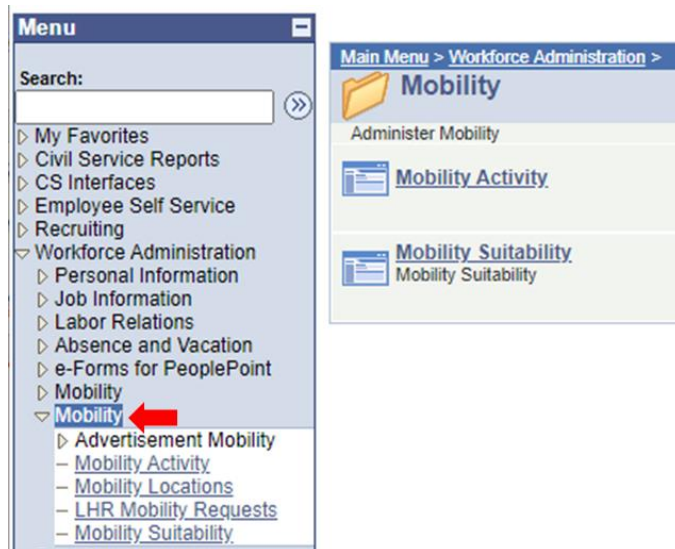 Menu
Search:
My Favorites
Civil Service Reports
CS Interfaces
Employee Self Service
Recruiting
Workforce Administration
Personal Information
Job Information
Labor Relations
Absence and Vacation
e-Forms for PeoplePoint
Mobility
Mobility
Advertisement Mobility
Mobility Activity
Mobility Locations
LHR Mobility Requests
Mobility Suitability
Main Menu > Workforce Administration >
Mobility
Administer Mobility
Mobility Activity
Mobility Suitability
Mobility Suitability